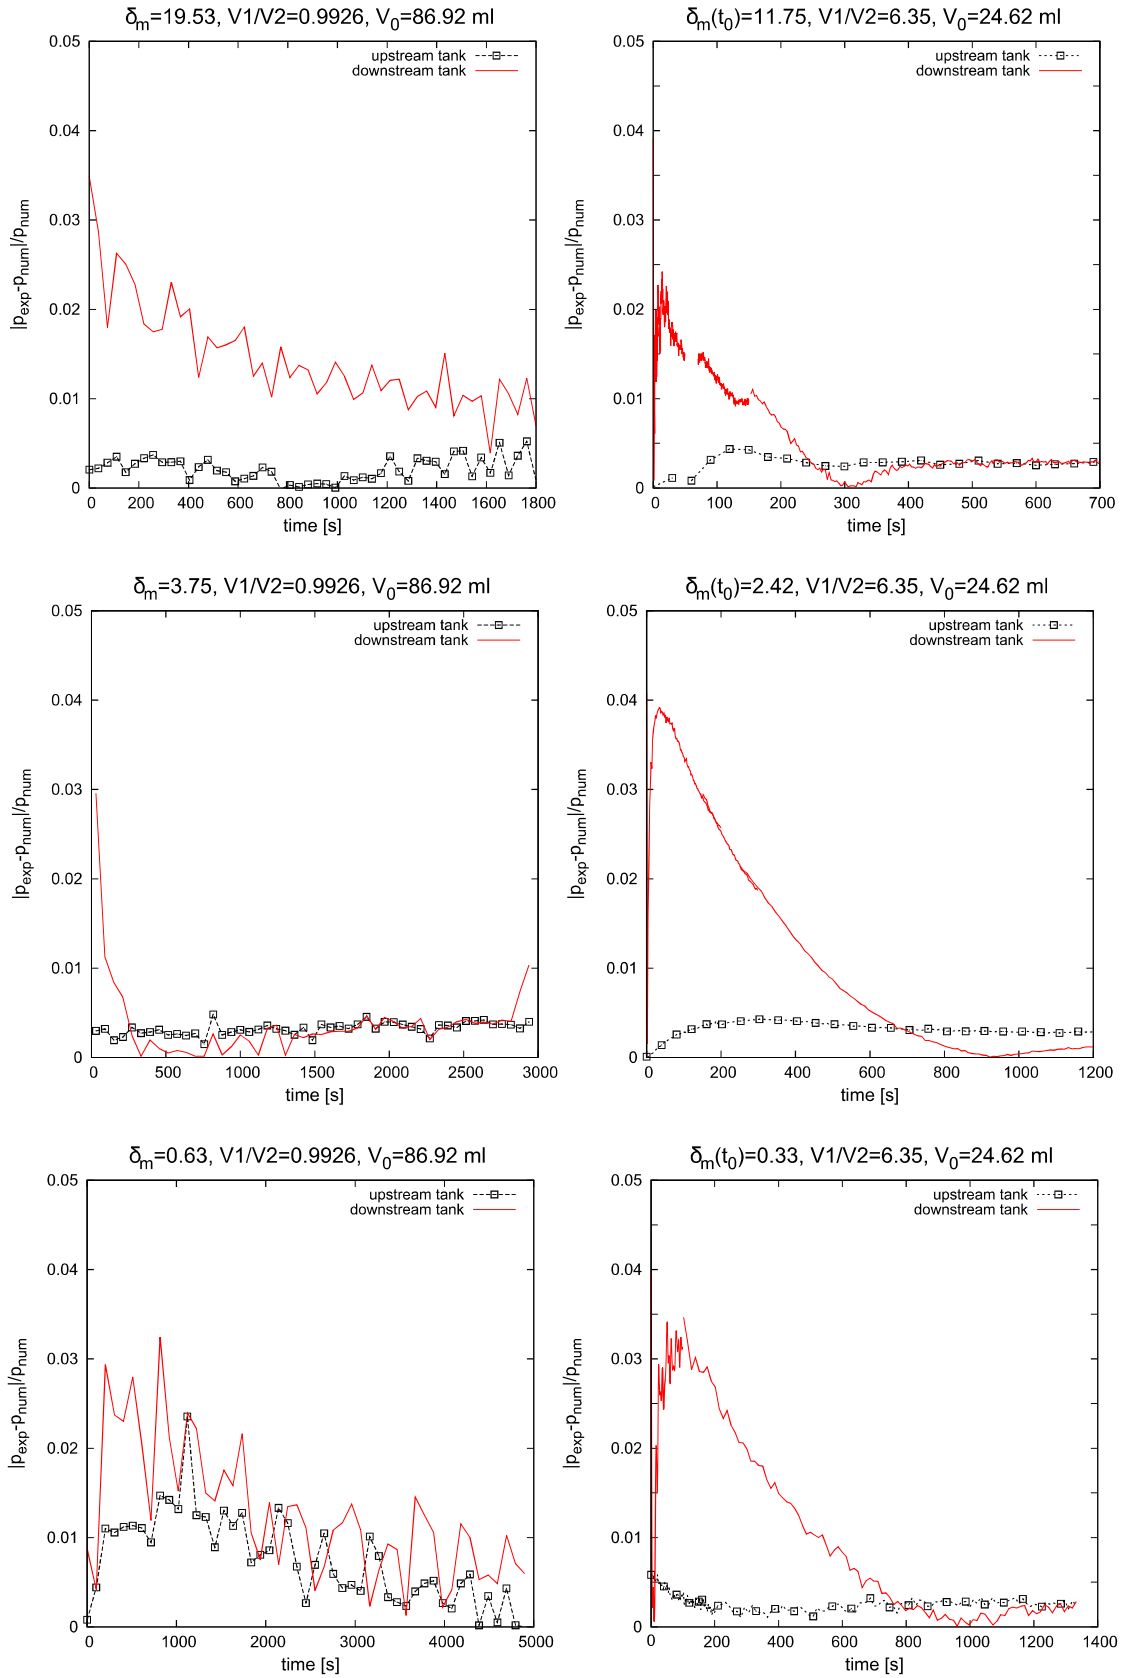 δm=19.53, V1/V2=0.9926, V0=86.92 ml
0.05
0.04
0.03
0.02
0.01
0
|pexp-pnum|/pnum
upstream tank
downstream tank
0 200 400 600 800 1000 1200 1400 1600 1800
time [s]
δm(t0)=11.75, V1/V2=6.35, V0=24.62 ml
0.05
0.04
0.03
0.02
0.01
0
|pexp-pnum|/pnum
upstream tank
downstream tank
0 100 200 300 400 500 600 700
time [s]
δm=3.75, V1/V2=0.9926, V0=86.92 ml
0.05
0.04
0.03
0.02
0.01
0
|pexp-pnum|/pnum
upstream tank
downstream tank
0 500 1000 1500 2000 2500 3000
time [s]
δm(t0)=2.42, V1/V2=6.35, V0=24.62 ml
0.05
0.04
0.03
0.02
0.01
0
|pexp-pnum|/pnum
upstream tank
downstream tank
0 200 400 600 800 1000 1200
time [s]
δm=0.63, V1/V2=0.9926, V0=86.92 ml
0.05
0.04
0.03
0.02
0.01
0
|pexp-pnum|/pnum
upstream tank
downstream tank
0 1000 2000 3000 4000 5000
time [s]
δm(t0)=0.33, V1/V2=6.35, V0=24.62 ml
0.05
0.04
0.03
0.02
0.01
0
|pexp-pnum|/pnum
upstream tank
downstream tank
0 200 400 600 800 1000 1200 1400
time [s]